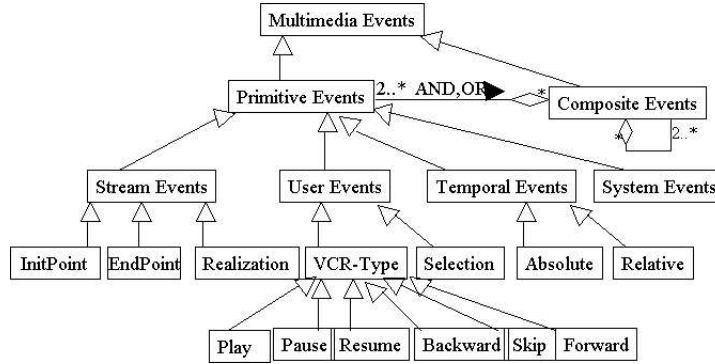 Multimedia Events
2..* AND,OR *
Primitive Events
Composite Events
* 2..*
Stream Events
User Events
Temporal Events
System Events
InitPoint
EndPoint
Realization
VCR-Type
Selection
Absolute
Relative
Play
Pause
Resume
Backward
Skip
Forward